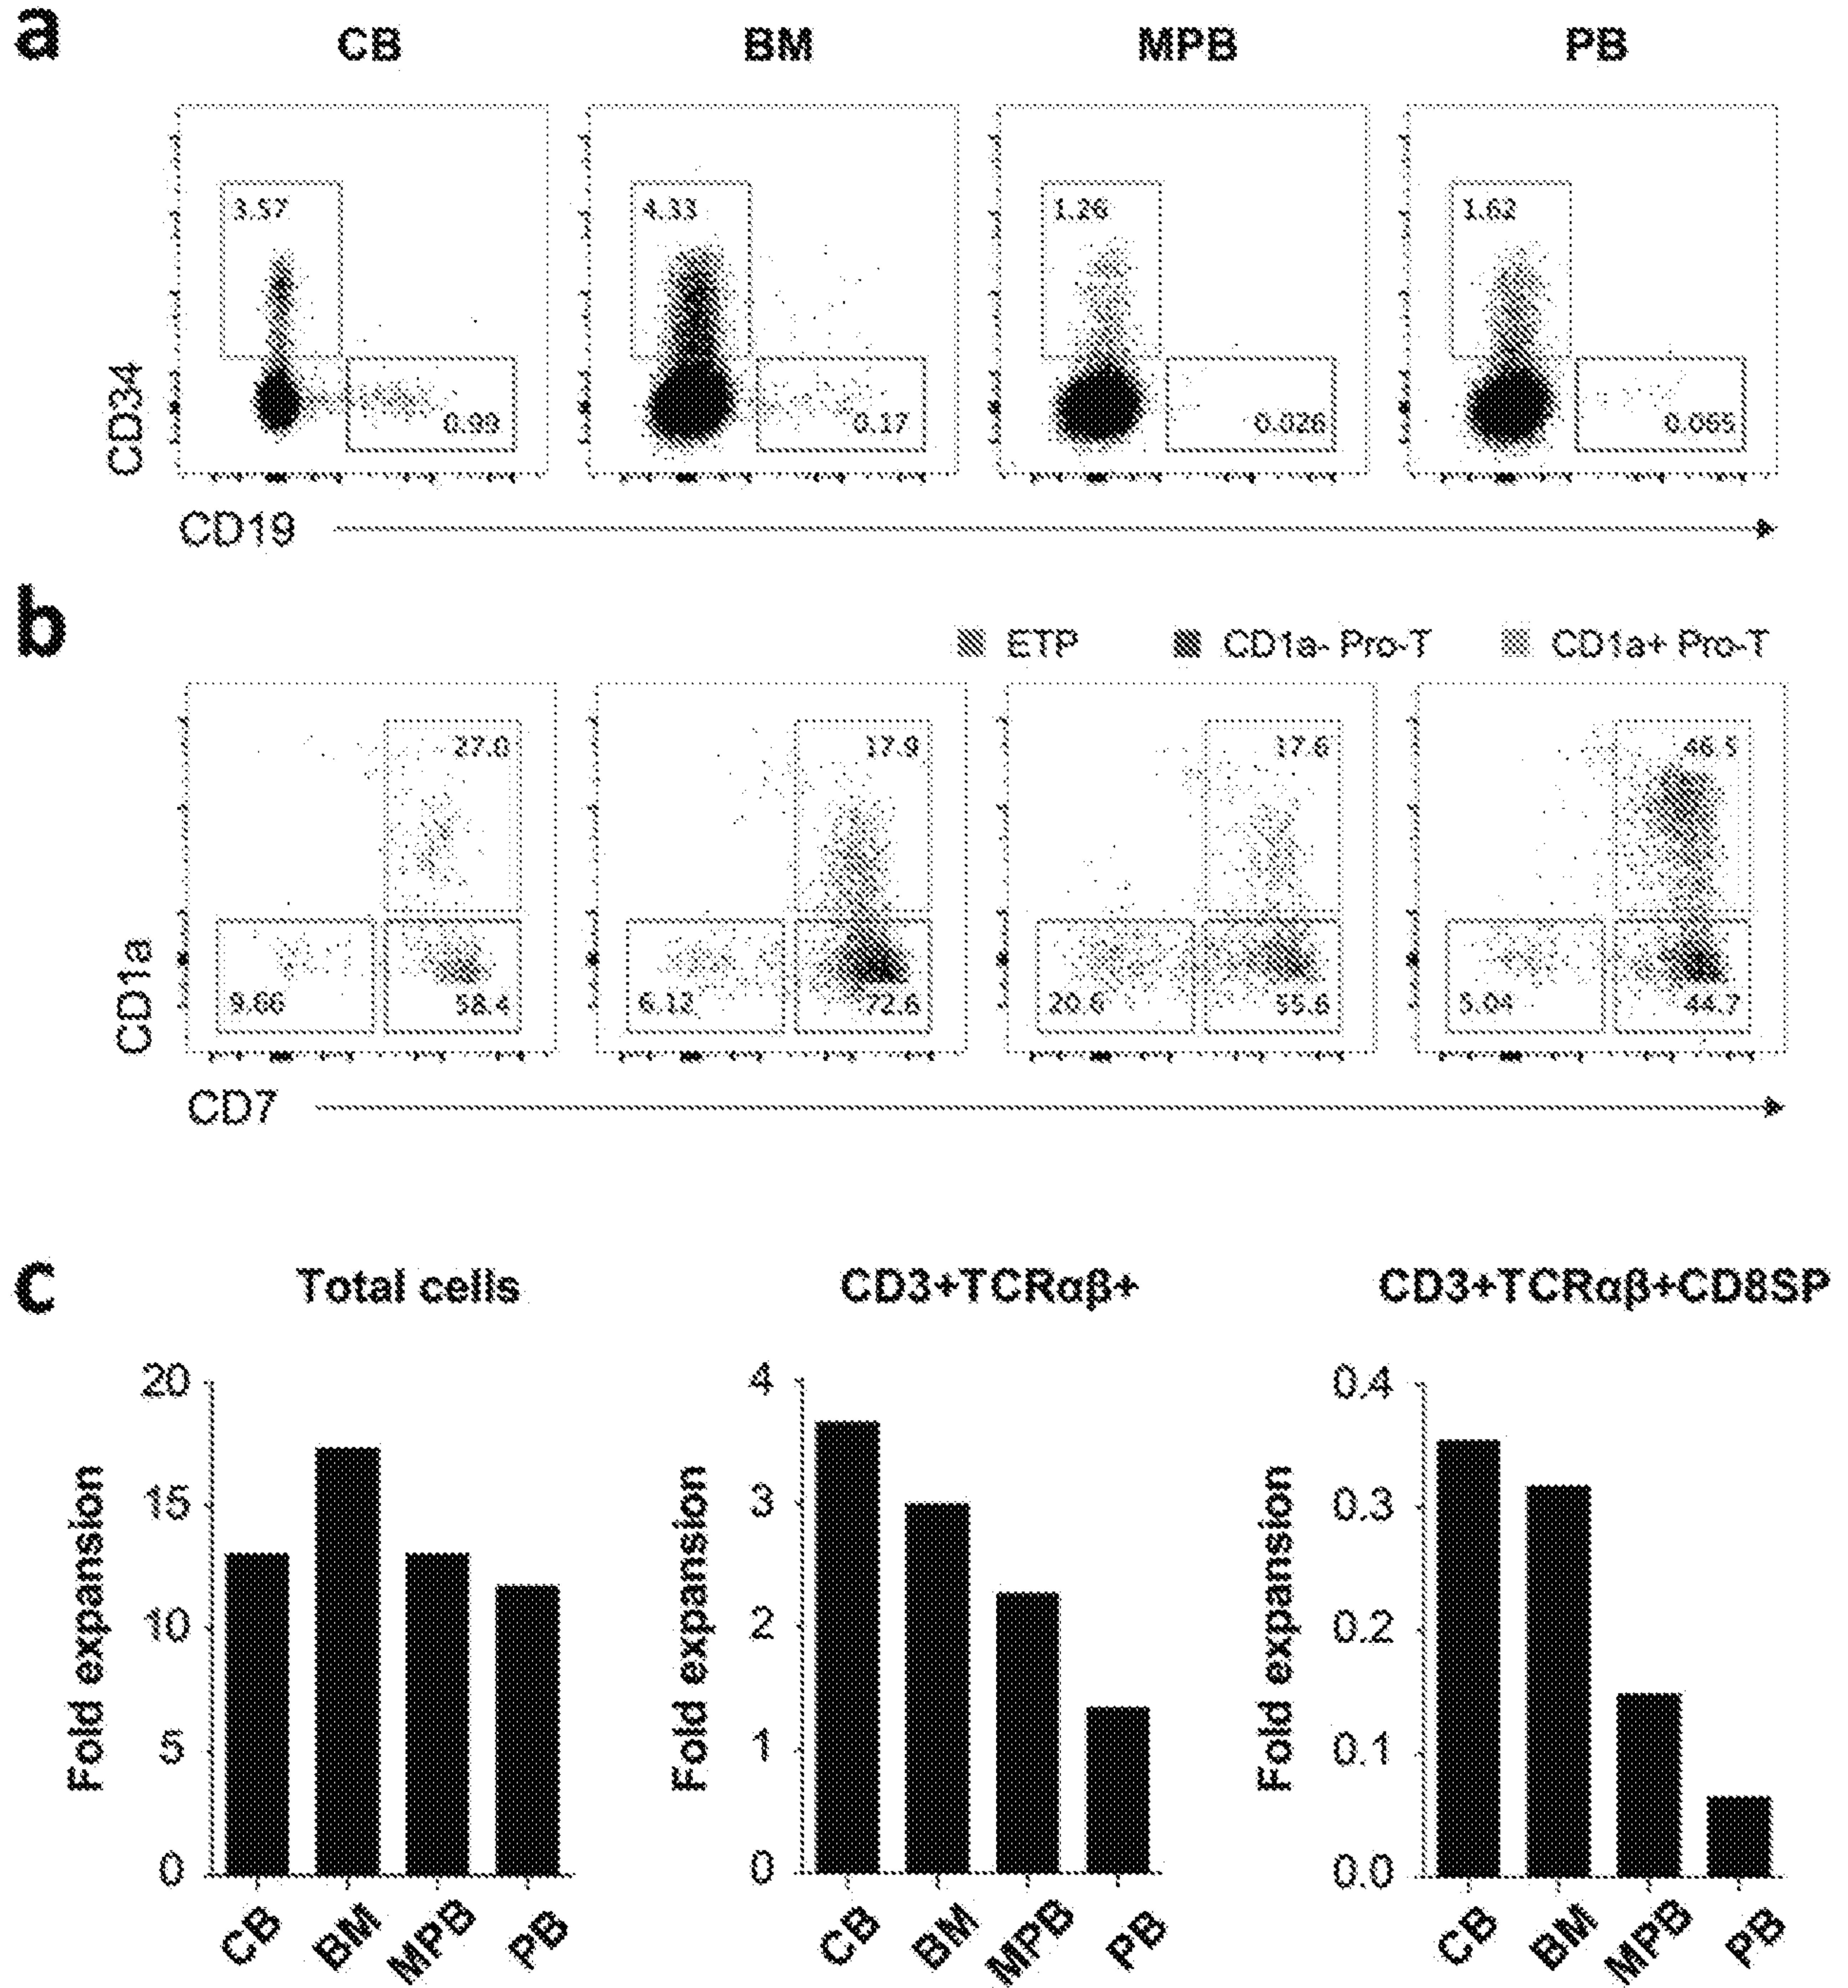 a
CB BM MPB PB
3.57 4.33 1.26 1.62
0.99 0.17 0.026 0.065
CD34
CD19
b
ETP CD1a- Pro-T CD1a+ Pro-T
27.0 17.9 17.6 46.5
9.66 58.4 6.12 72.6 20.6 55.6 5.04 44.7
CD1a
CD7
c
Total cells CD3+TCRαβ+ CD3+TCRαβ+CD8SP
20 4 0.4
15 3 0.3
10 2 0.2
5 1 0.1
0 0 0.0
Fold expansion Fold expansion Fold expansion
CB BM MPB PB CB BM MPB PB CB BM MPB PB